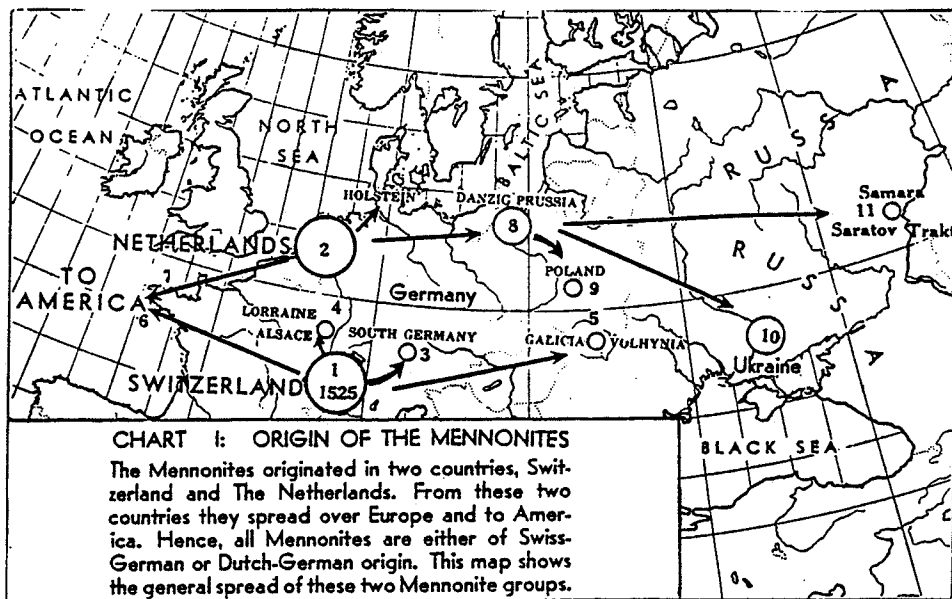 ATLANTIC
OCEAN
NORTH
SEA
BALTIC SEA
RUSSIA
RUSSIA
HOLSTEIN
DANZIG PRUSSIA
8
Samara
11
Saratov Trakt
NETHERLANDS
2
POLAND
9
TO
AMERICA
7
6
Germany
4
LORRAINE
ALSACE
SOUTH GERMANY
3
5
GALICIA VOLHYNIA
10
Ukraine
SWITZERLAND
1
1525
d
BLACK SEA
CHART I: ORIGIN OF THE MENNONITES
The Mennonites originated in two countries, Swit-
zerland and The Netherlands. From these two
countries they spread over Europe and to Amer-
ica. Hence, all Mennonites are either of Swiss-
German or Dutch-German origin. This map shows
the general spread of these two Mennonite groups.